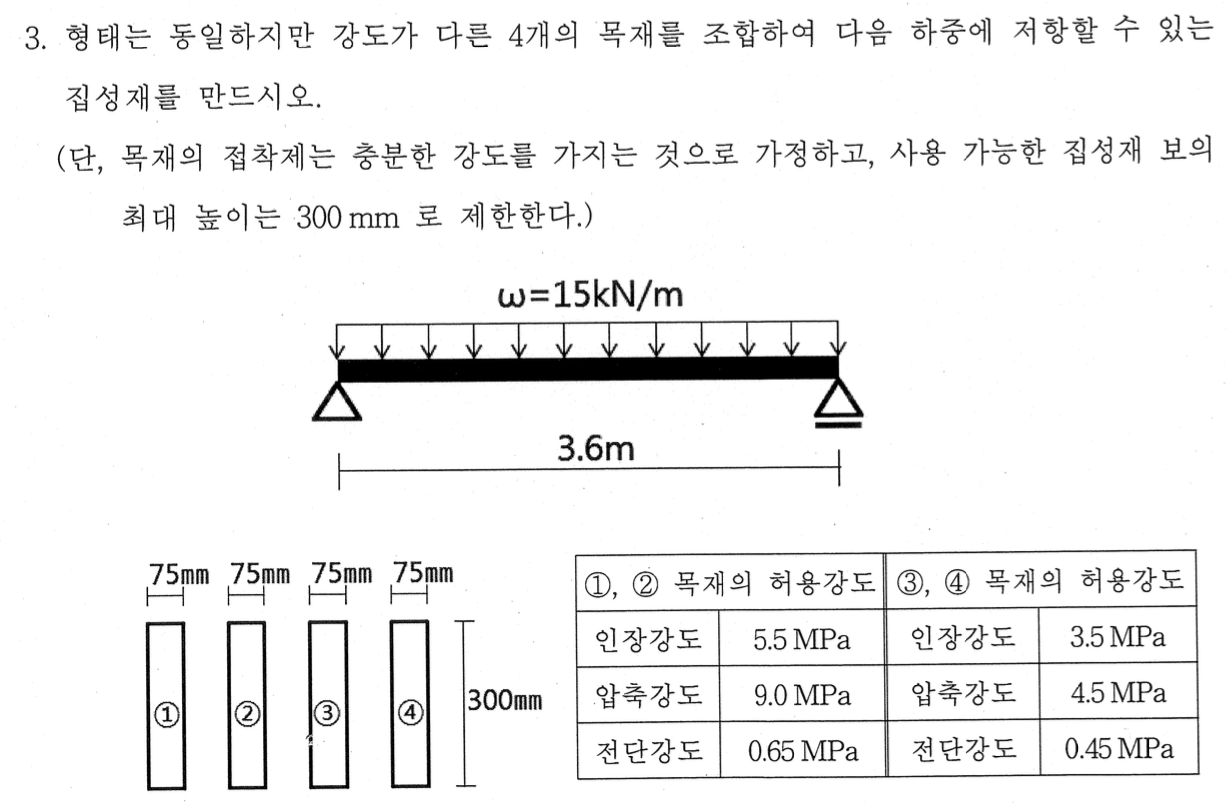 3. 형태는 동일하지만 강도가 다른 4개의 목재를 조합하여 다음 하중에 저항할 수 있는
집성재를 만드시오.
(단, 목재의 접착제는 충분한 강도를 가지는 것으로 가정하고, 사용 가능한 집성재 보의
최대 높이는 300 mm 로 제한한다.)
ω=15kN/m
3.6m
75mm 75mm 75mm 75mm
① ② ③ ④
300mm
①, ② 목재의 허용강도 ③, ④ 목재의 허용강도
인장강도 5.5 MPa 인장강도 3.5 MPa
압축강도 9.0 MPa 압축강도 4.5 MPa
전단강도 0.65 MPa 전단강도 0.45 MPa